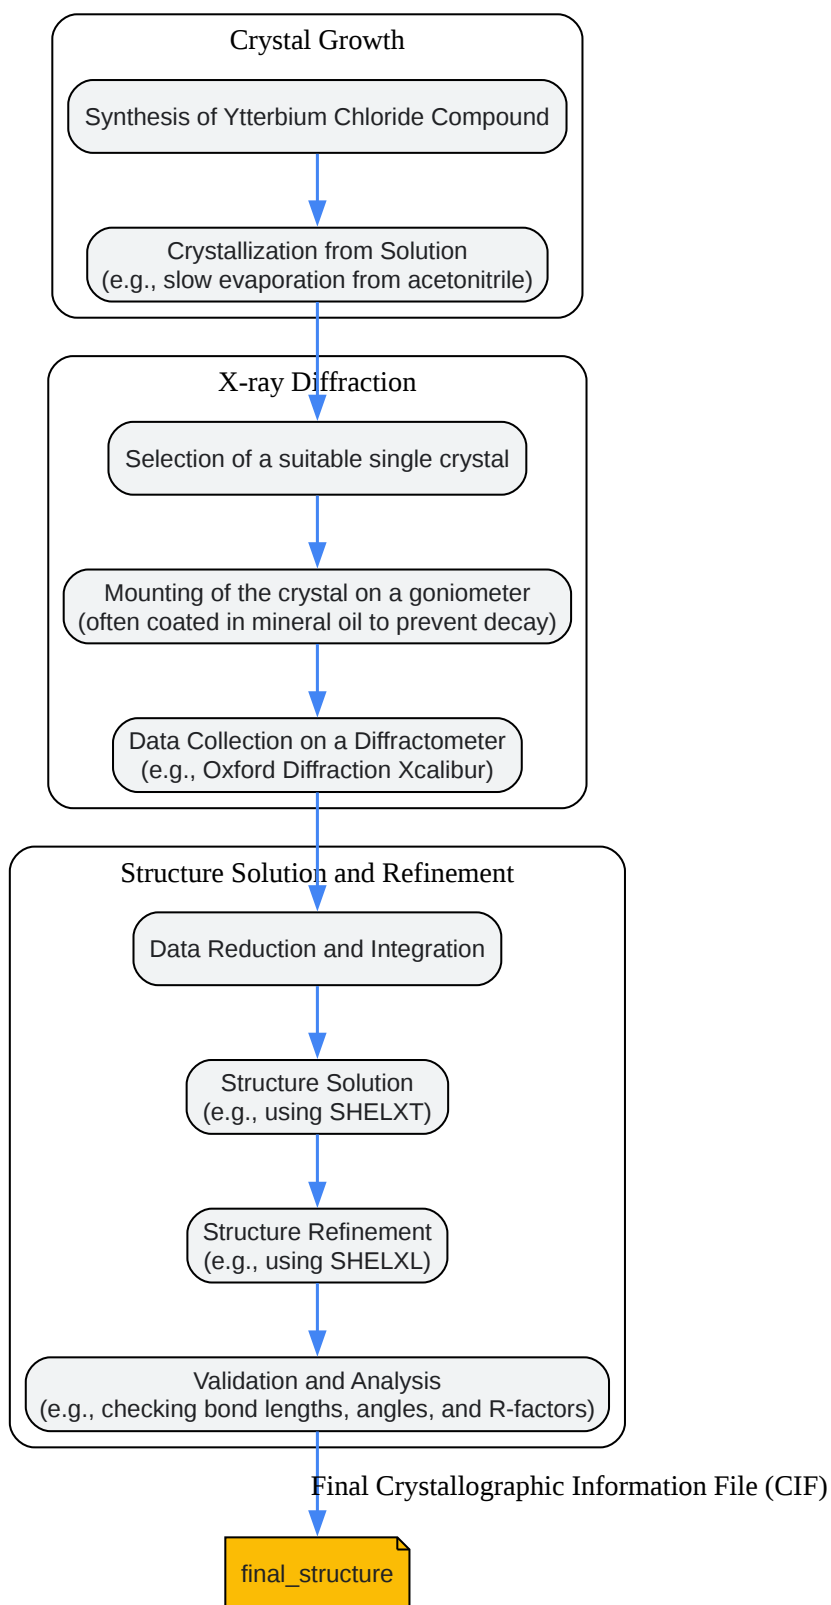 Crystal Growth
Synthesis of Ytterbium Chloride Compound
Crystallization from Solution
(e.g., slow evaporation from acetonitrile)
X-ray Diffraction
Selection of a suitable single crystal
Mounting of the crystal on a goniometer
(often coated in mineral oil to prevent decay)
Data Collection on a Diffractometer
(e.g., Oxford Diffraction Xcalibur)
Structure Solution and Refinement
Data Reduction and Integration
Structure Solution
(e.g., using SHELXT)
Structure Refinement
(e.g., using SHELXL)
Validation and Analysis
(e.g., checking bond lengths, angles, and R-factors)
Final Crystallographic Information File (CIF)
final_structure